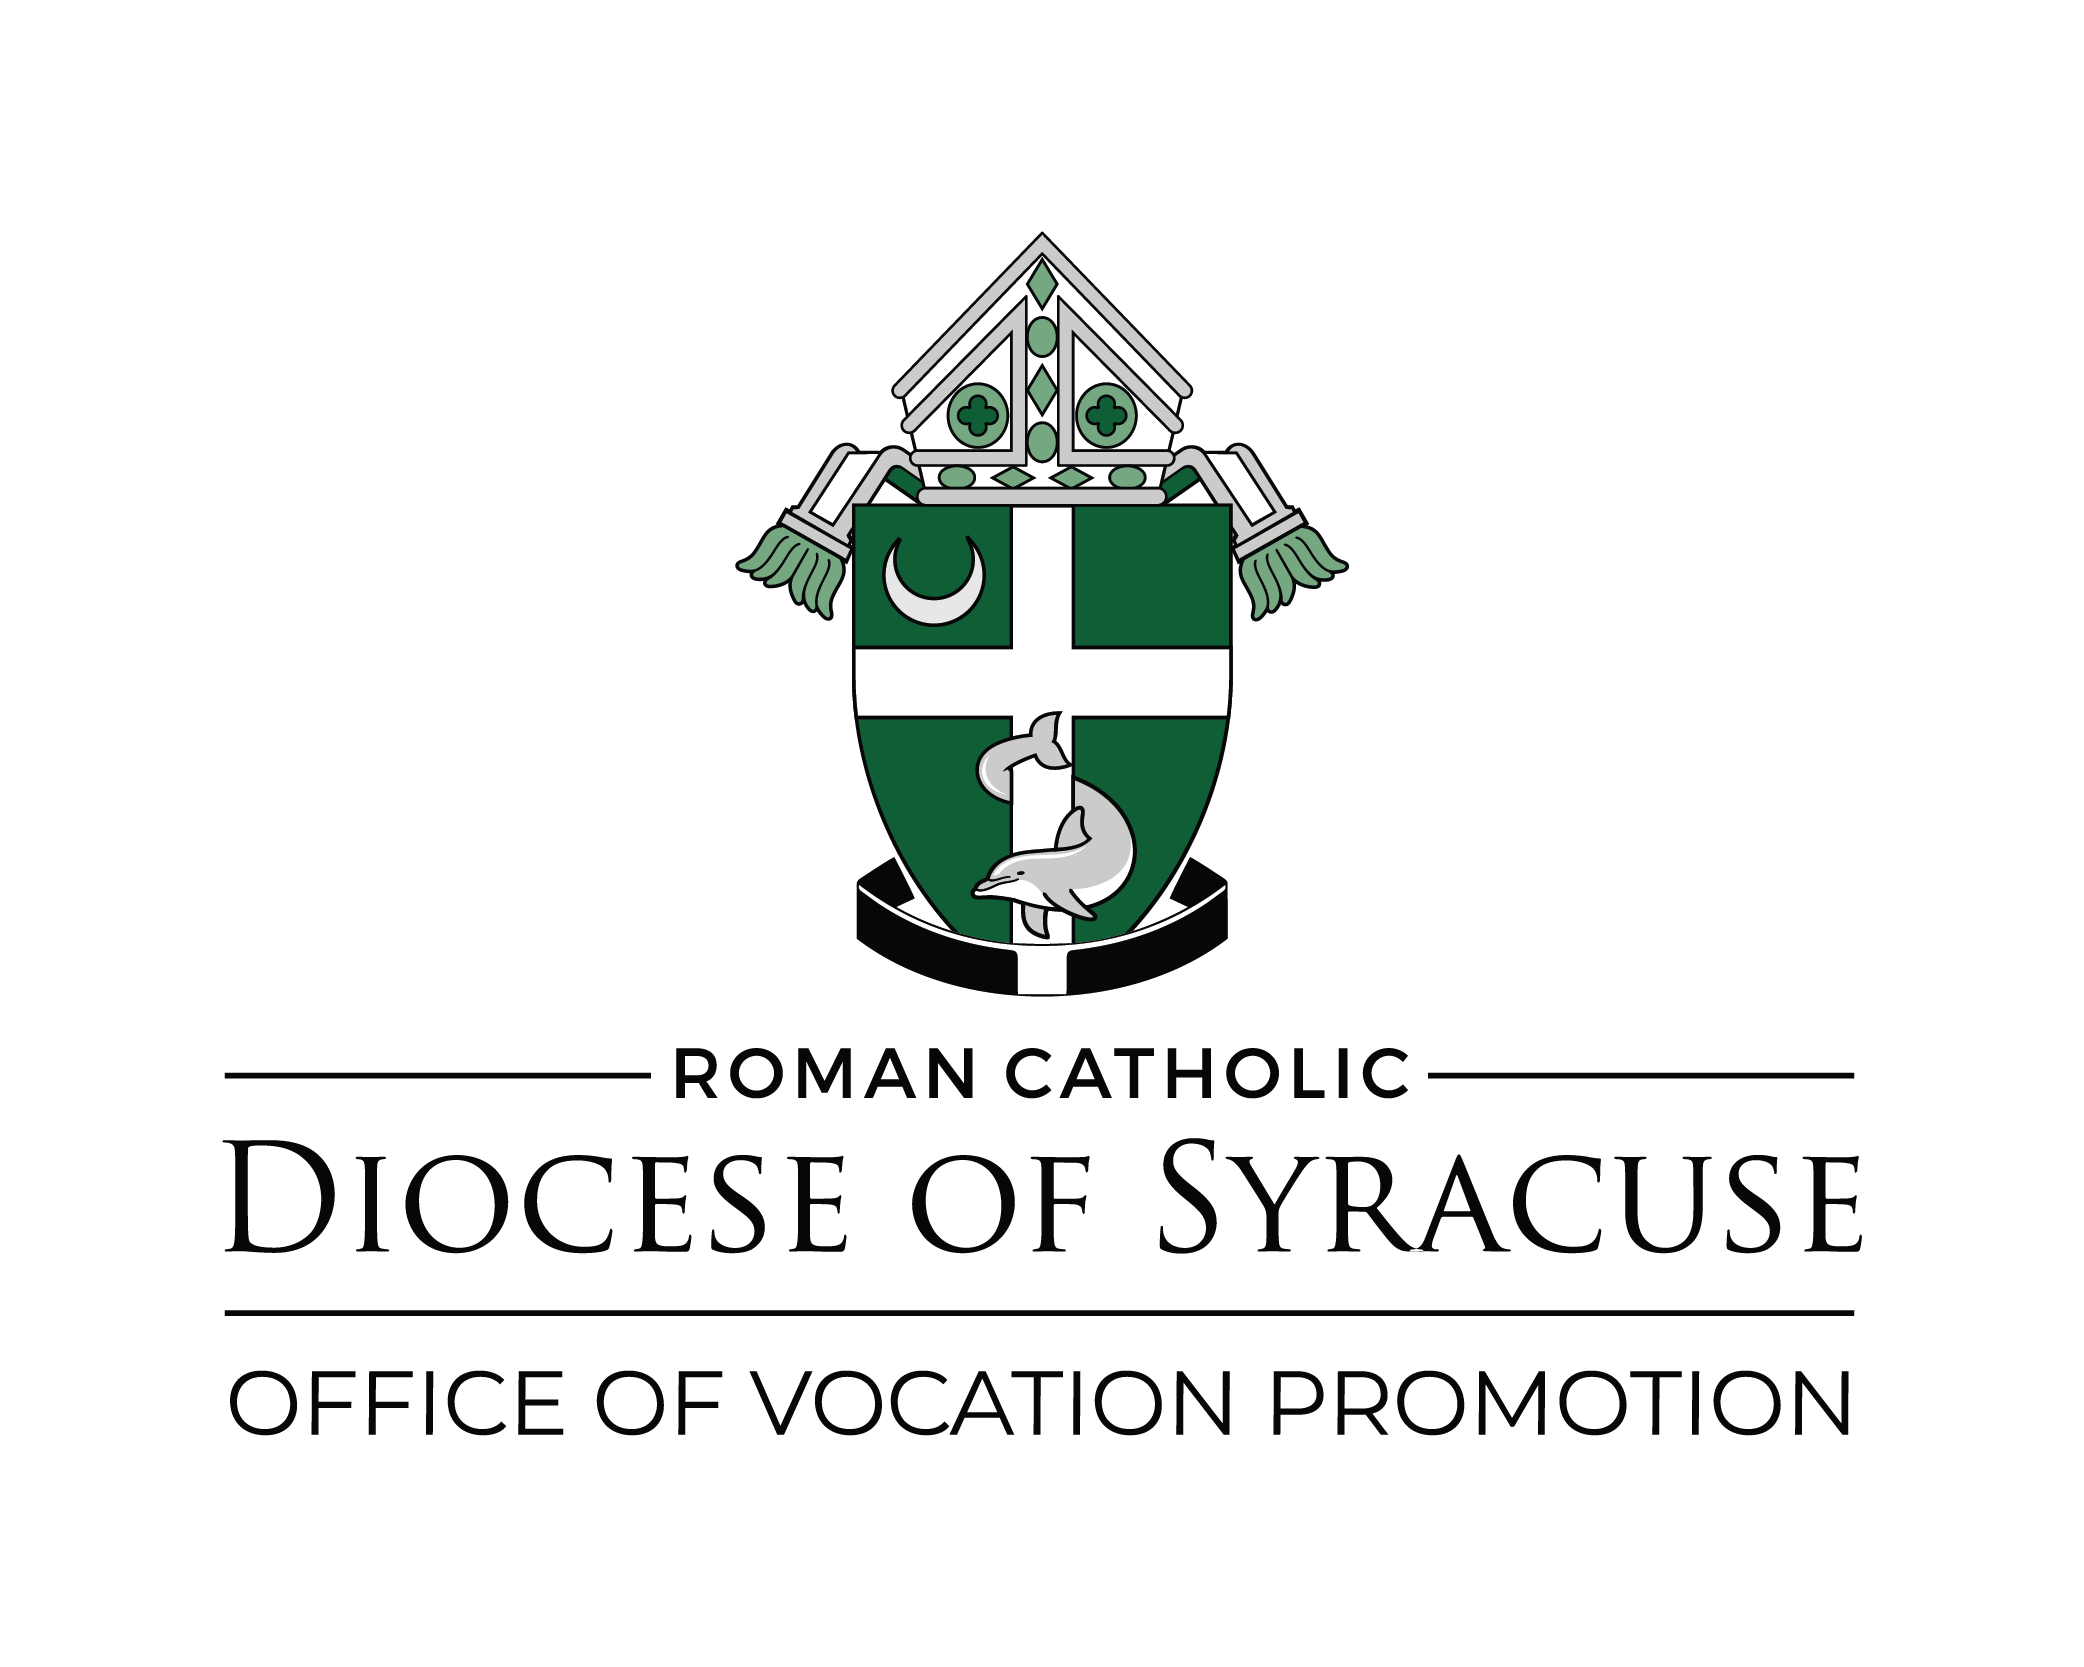 ROMAN CATHOLIC
DIOCESE OF SYRACUSE
OFFICE OF VOCATION PROMOTION